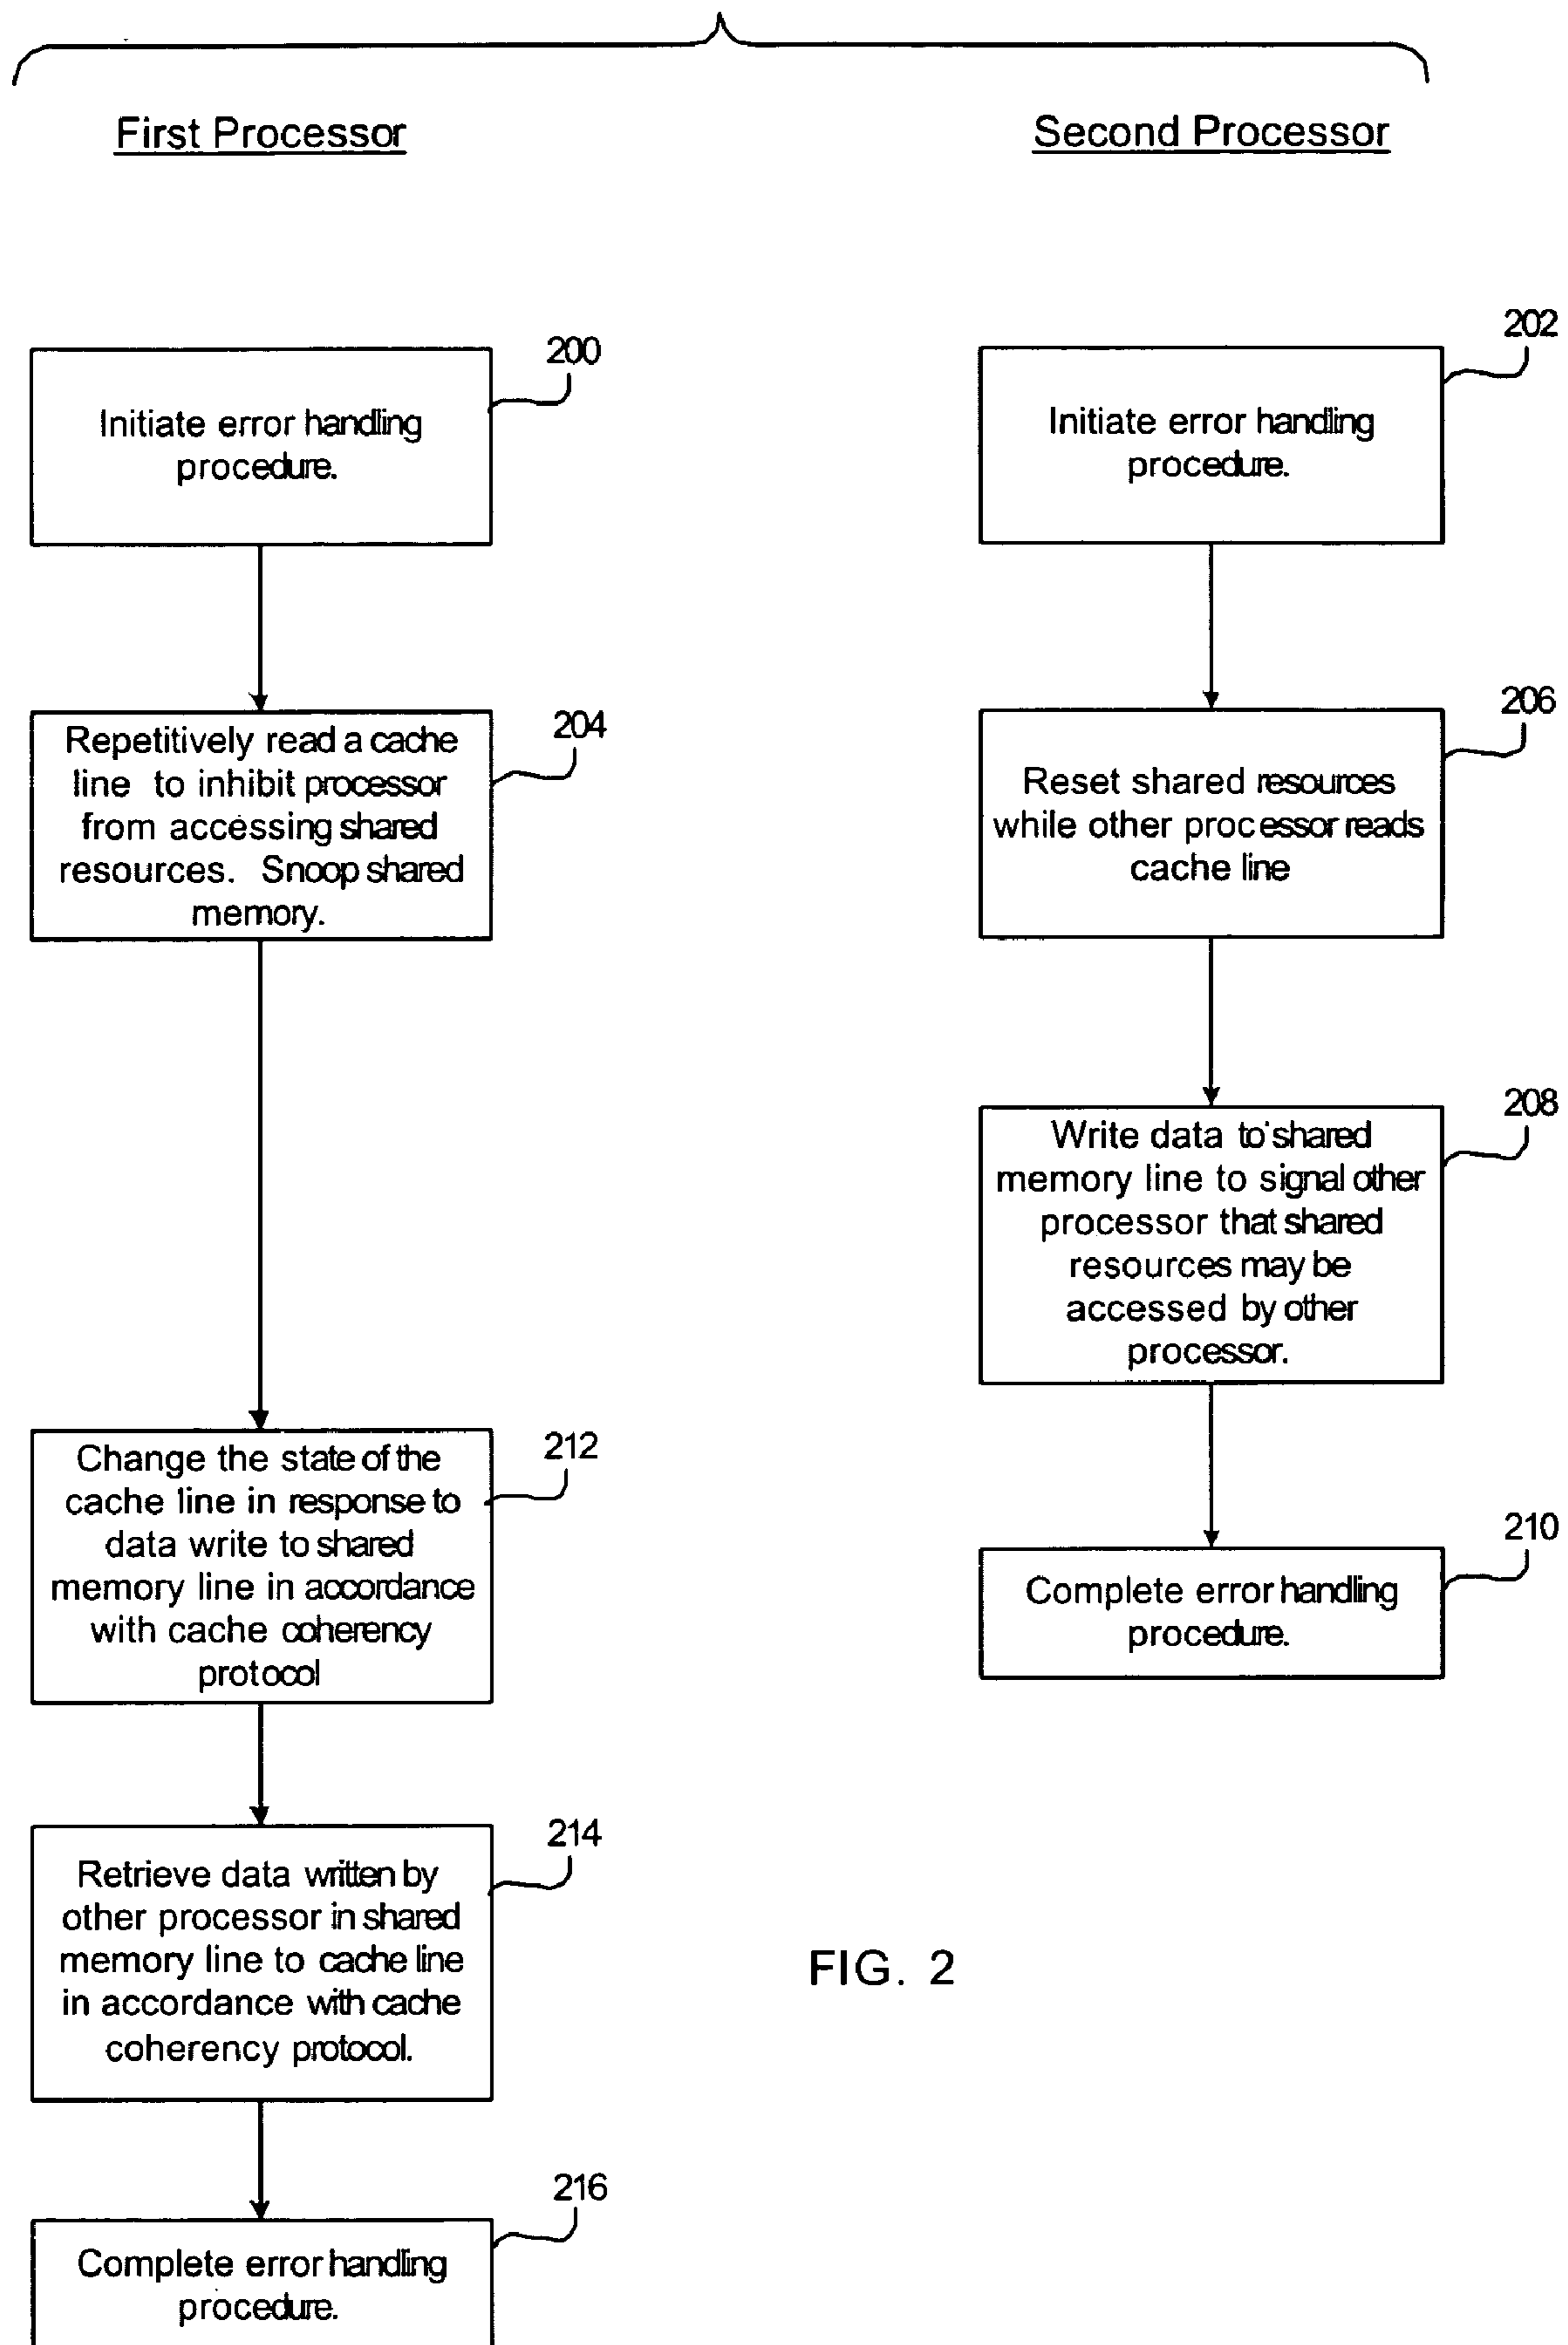 First Processor
Second Processor
200
Initiate error handling
procedure.
202
Initiate error handling
procedure.
204
Repetitively read a cache
line to inhibit processor
from accessing shared
resources. Snoop shared
memory.
206
Reset shared resources
while other processor reads
cache line
208
Write data to shared
memory line to signal other
processor that shared
resources may be
accessed by other
processor.
210
Complete error handling
procedure.
212
Change the state of the
cache line in response to
data write to shared
memory line in accordance
with cache coherency
protocol
214
Retrieve data written by
other processor in shared
memory line to cache line
in accordance with cache
coherency protocol.
216
Complete error handling
procedure.
FIG. 2